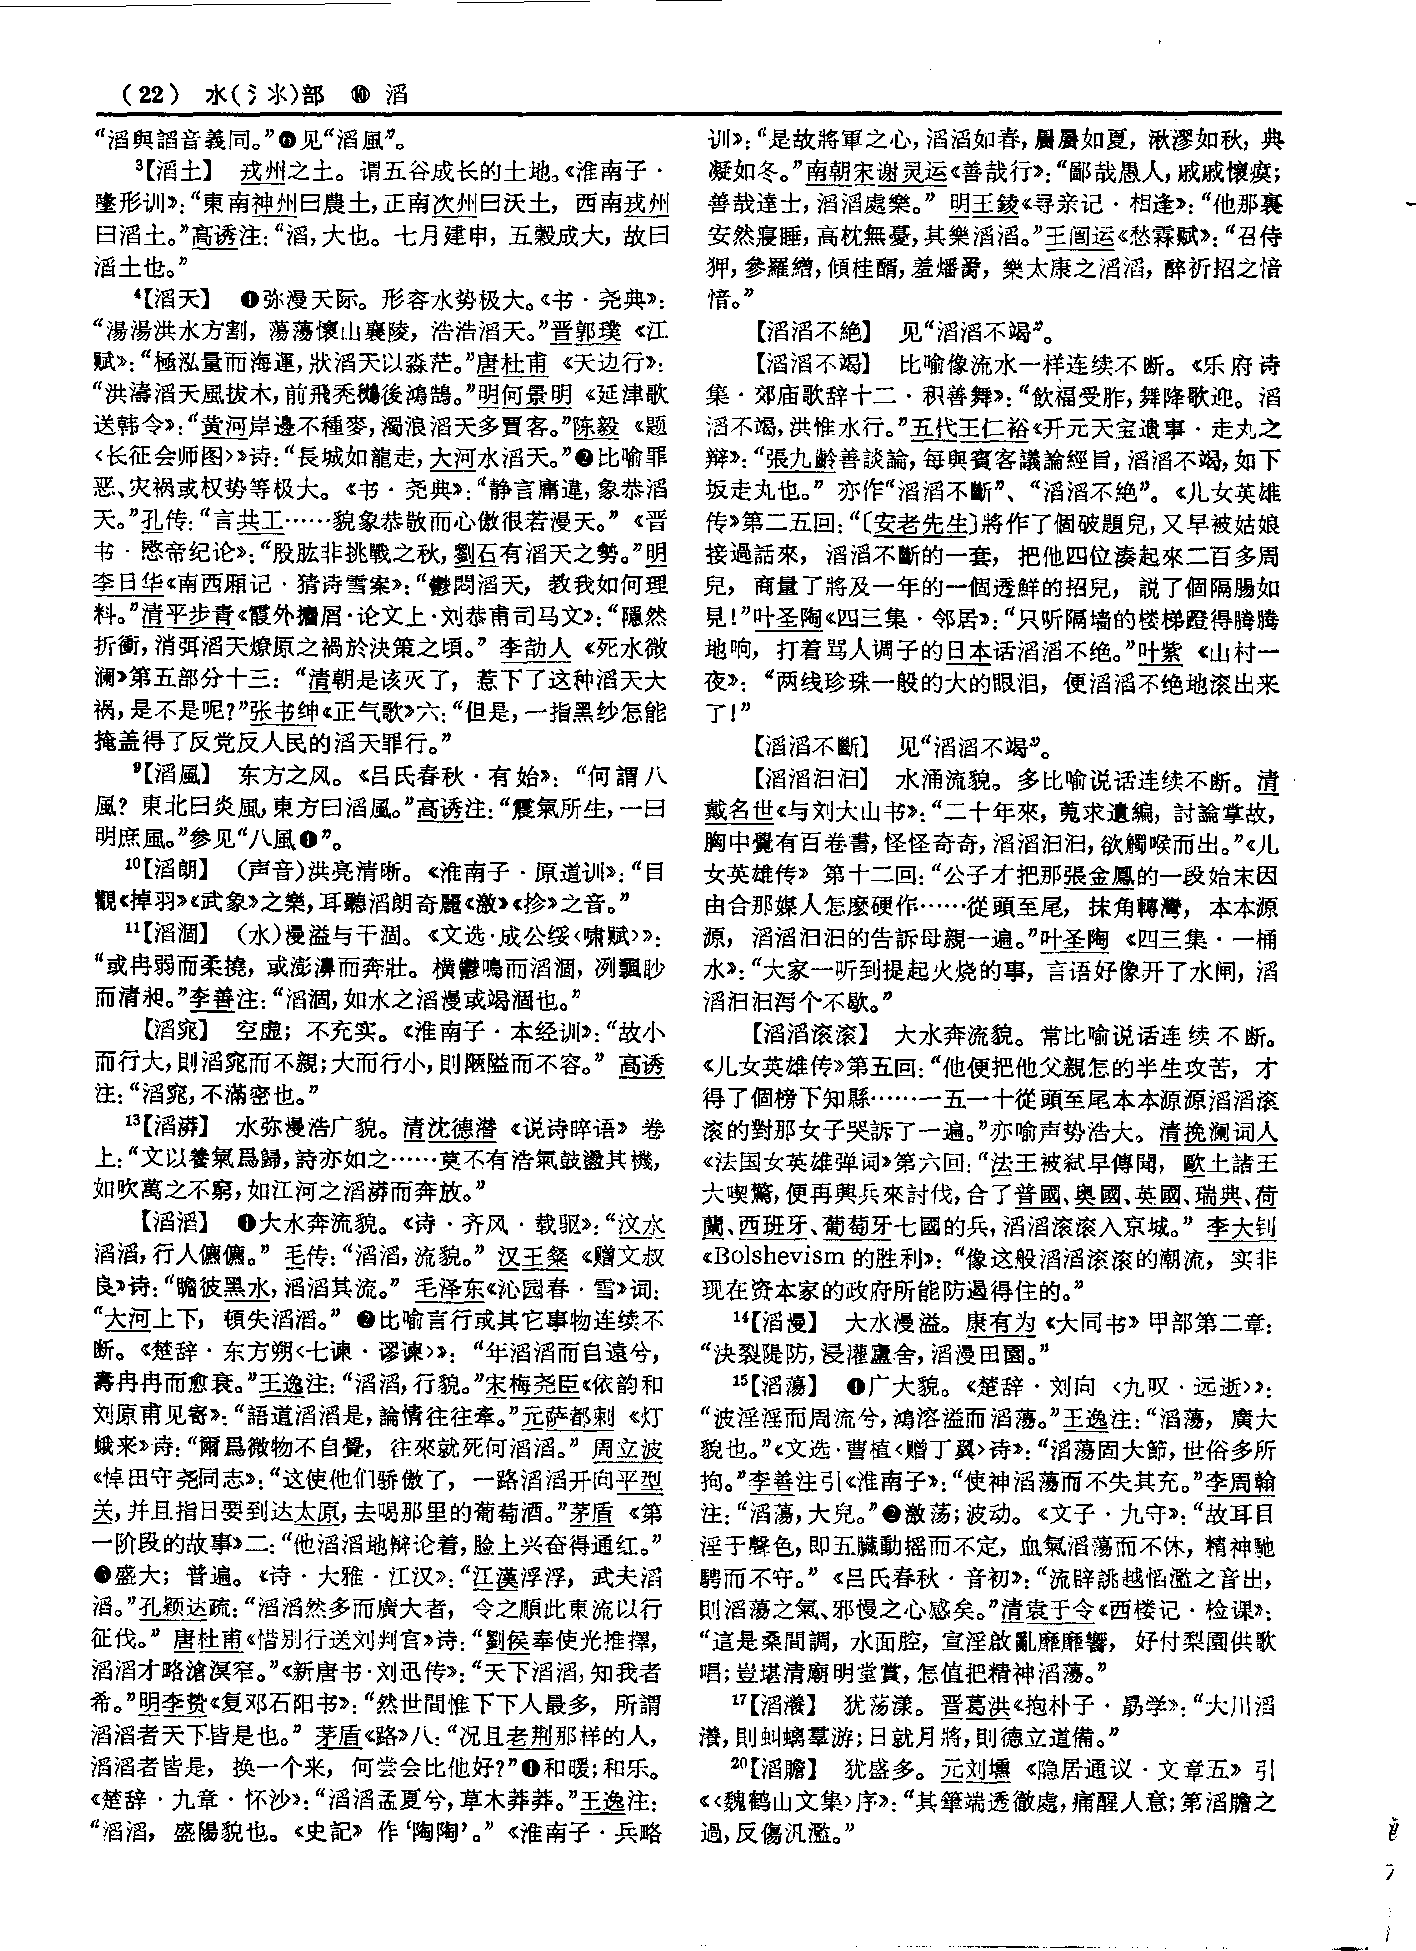 (22) 水(氵氺)部 ⑩ 滔
“滔與謟音義同。”❻见“滔風”。
³【滔土】 戎州之土。谓五谷成长的土地。《淮南子·
墬形训》：“東南神州曰農土，正南次州曰沃土，西南戎州
曰滔土。”高诱注：“滔，大也。七月建申，五穀成大，故曰
滔土也。”
⁴【滔天】 ❶弥漫天际。形容水势极大。《书·尧典》：
“湯湯洪水方割，蕩蕩懷山襄陵，浩浩滔天。”晋郭璞《江
赋》：“極泓量而海運，狀滔天以淼茫。”唐杜甫《天边行》：
“洪濤滔天風拔木，前飛禿鶖後鴻鵠。”明何景明《延津歌
送韩令》：“黄河岸邊不種麥，濁浪滔天多賈客。”陈毅《题
〈长征会师图〉》诗：“長城如龍走，大河水滔天。”❷比喻罪
恶、灾祸或权势等极大。《书·尧典》：“静言庸違，象恭滔
天。”孔传：“言共工……貌象恭敬而心傲很若漫天。”《晋
书·愍帝纪论》：“股肱非挑戰之秋，劉石有滔天之勢。”明
李日华《南西厢记·猜诗雪案》：“鬱悶滔天，教我如何理
料。”清平步青《霞外攟屑·论文上·刘恭甫司马文》：“隱然
折衝，消弭滔天燎原之禍於決策之頃。”李劼人《死水微
澜》第五部分十三：“清朝是该灭了，惹下了这种滔天大
祸，是不是呢？”张书绅《正气歌》六：“但是，一指黑纱怎能
掩盖得了反党反人民的滔天罪行。”
⁹【滔風】 东方之风。《吕氏春秋·有始》：“何謂八
風？東北曰炎風，東方曰滔風。”高诱注：“震氣所生，一曰
明庶風。”参见“八風❶”。
¹⁰【滔朗】 (声音)洪亮清晰。《淮南子·原道训》：“目
觀《掉羽》《武象》之樂，耳聽滔朗奇麗《激》《抮》之音。”
¹¹【滔涸】 (水)漫溢与干涸。《文选·成公绥〈啸赋〉》：
“或冉弱而柔撓，或澎濞而奔壯。横鬱鳴而滔涸，冽飄眇
而清昶。”李善注：“滔涸，如水之滔漫或竭涸也。”
【滔窕】 空虚；不充实。《淮南子·本经训》：“故小
而行大，則滔窕而不親；大而行小，則陿隘而不容。”高诱
注：“滔窕，不滿密也。”
¹³【滔漭】 水弥漫浩广貌。清沈德潜《说诗晬语》卷
上：“文以養氣爲歸，詩亦如之……莫不有浩氣鼓盪其機，
如吹萬之不窮，如江河之滔漭而奔放。”
【滔滔】 ❶大水奔流貌。《诗·齐风·载驱》：“汶水
滔滔，行人儦儦。”毛传：“滔滔，流貌。”汉王粲《赠文叔
良》诗：“瞻彼黑水，滔滔其流。”毛泽东《沁园春·雪》词：
“大河上下，頓失滔滔。”❷比喻言行或其它事物连续不
断。《楚辞·东方朔〈七谏·谬谏〉》：“年滔滔而自遠兮，
壽冉冉而愈衰。”王逸注：“滔滔，行貌。”宋梅尧臣《依韵和
刘原甫见寄》：“語道滔滔是，論情往往牽。”元萨都剌《灯
蛾来》诗：“爾爲微物不自覺，往來就死何滔滔。”周立波
《悼田守尧同志》：“这使他们骄傲了，一路滔滔开向平型
关，并且指日要到达太原，去喝那里的葡萄酒。”茅盾《第
一阶段的故事》二：“他滔滔地辩论着，脸上兴奋得通红。”
❸盛大；普遍。《诗·大雅·江汉》：“江漢浮浮，武夫滔
滔。”孔颖达疏：“滔滔然多而廣大者，令之順此東流以行
征伐。”唐杜甫《惜别行送刘判官》诗：“劉侯奉使光推擇，
滔滔才略滄溟窄。”《新唐书·刘迅传》：“天下滔滔，知我者
希。”明李贽《复邓石阳书》：“然世間惟下下人最多，所謂
滔滔者天下皆是也。”茅盾《路》八：“况且老荆那样的人，
滔滔者皆是，换一个来，何尝会比他好？”❹和暖；和乐。
《楚辞·九章·怀沙》：“滔滔孟夏兮，草木莽莽。”王逸注：
“滔滔，盛陽貌也。《史記》作‘陶陶’。”《淮南子·兵略
训》：“是故將軍之心，滔滔如春，曠曠如夏，湫漻如秋，典
凝如冬。”南朝宋谢灵运《善哉行》：“鄙哉愚人，戚戚懷瘼；
善哉達士，滔滔處樂。”明王錂《寻亲记·相逢》：“他那裏
安然寢睡，高枕無憂，其樂滔滔。”王闿运《愁霖赋》：“召侍
狎，參羅縉，傾桂醑，羞燔膋，樂太康之滔滔，醉祈招之愔
愔。”
【滔滔不絶】 见“滔滔不竭”。
【滔滔不竭】 比喻像流水一样连续不断。《乐府诗
集·郊庙歌辞十二·积善舞》：“飲福受胙，舞降歌迎。滔
滔不竭，洪惟水行。”五代王仁裕《开元天宝遗事·走丸之
辩》：“張九齡善談論，每與賓客議論經旨，滔滔不竭，如下
坂走丸也。”亦作“滔滔不斷”、“滔滔不絶”。《儿女英雄
传》第二五回：“〔安老先生〕將作了個破題兒，又早被姑娘
接過話來，滔滔不斷的一套，把他四位湊起來二百多周
兒，商量了將及一年的一個透鮮的招兒，説了個隔腸如
見！”叶圣陶《四三集·邻居》：“只听隔墙的楼梯蹬得腾腾
地响，打着骂人调子的日本话滔滔不绝。”叶紫《山村一
夜》：“两线珍珠一般的大的眼泪，便滔滔不绝地滚出来
了！”
【滔滔不斷】 见“滔滔不竭”。
【滔滔汩汩】 水涌流貌。多比喻说话连续不断。清
戴名世《与刘大山书》：“二十年來，蒐求遺編，討論掌故，
胸中覺有百卷書，怪怪奇奇，滔滔汩汩，欲觸喉而出。”《儿
女英雄传》第十二回：“公子才把那張金鳳的一段始末因
由合那媒人怎麽硬作……從頭至尾，抹角轉灣，本本源
源，滔滔汩汩的告訴母親一遍。”叶圣陶《四三集·一桶
水》：“大家一听到提起火烧的事，言语好像开了水闸，滔
滔汩汩泻个不歇。”
【滔滔滚滚】 大水奔流貌。常比喻说话连续不断。
《儿女英雄传》第五回：“他便把他父親怎的半生攻苦，才
得了個榜下知縣……一五一十從頭至尾本本源源滔滔滚
滚的對那女子哭訴了一遍。”亦喻声势浩大。清挽澜词人
《法国女英雄弹词》第六回：“法王被弑早傳聞，歐土諸王
大喫驚，便再興兵來討伐，合了普國、奥國、英國、瑞典、荷
蘭、西班牙、葡萄牙七國的兵，滔滔滚滚入京城。”李大钊
《Bolshevism 的胜利》：“像这般滔滔滚滚的潮流，实非
现在资本家的政府所能防遏得住的。”
¹⁴【滔漫】 大水漫溢。康有为《大同书》甲部第二章：
“決裂隄防，浸灌廬舍，滔漫田園。”
¹⁵【滔蕩】 ❶广大貌。《楚辞·刘向〈九叹·远逝〉》：
“波淫淫而周流兮，鴻溶溢而滔蕩。”王逸注：“滔蕩，廣大
貌也。”《文选·曹植〈赠丁翼〉诗》：“滔蕩固大節，世俗多所
拘。”李善注引《淮南子》：“使神滔蕩而不失其充。”李周翰
注：“滔蕩，大皃。”❷激荡；波动。《文子·九守》：“故耳目
淫于聲色，即五臟動摇而不定，血氣滔蕩而不休，精神馳
騁而不守。”《吕氏春秋·音初》：“流辟誂越慆濫之音出，
則滔蕩之氣、邪慢之心感矣。”清袁于令《西楼记·检课》：
“這是桑間調，水面腔，宣淫啟亂靡靡響，好付梨園供歌
唱；豈堪清廟明堂賞，怎值把精神滔蕩。”
¹⁷【滔瀁】 犹荡漾。晋葛洪《抱朴子·勗学》：“大川滔
瀁，則虯螭羣游；日就月將，則德立道備。”
²⁰【滔贍】 犹盛多。元刘壎《隐居通议·文章五》引
《〈魏鹤山文集〉序》：“其筆端透徹處，痛醒人意；第滔贍之
過，反傷汎濫。”